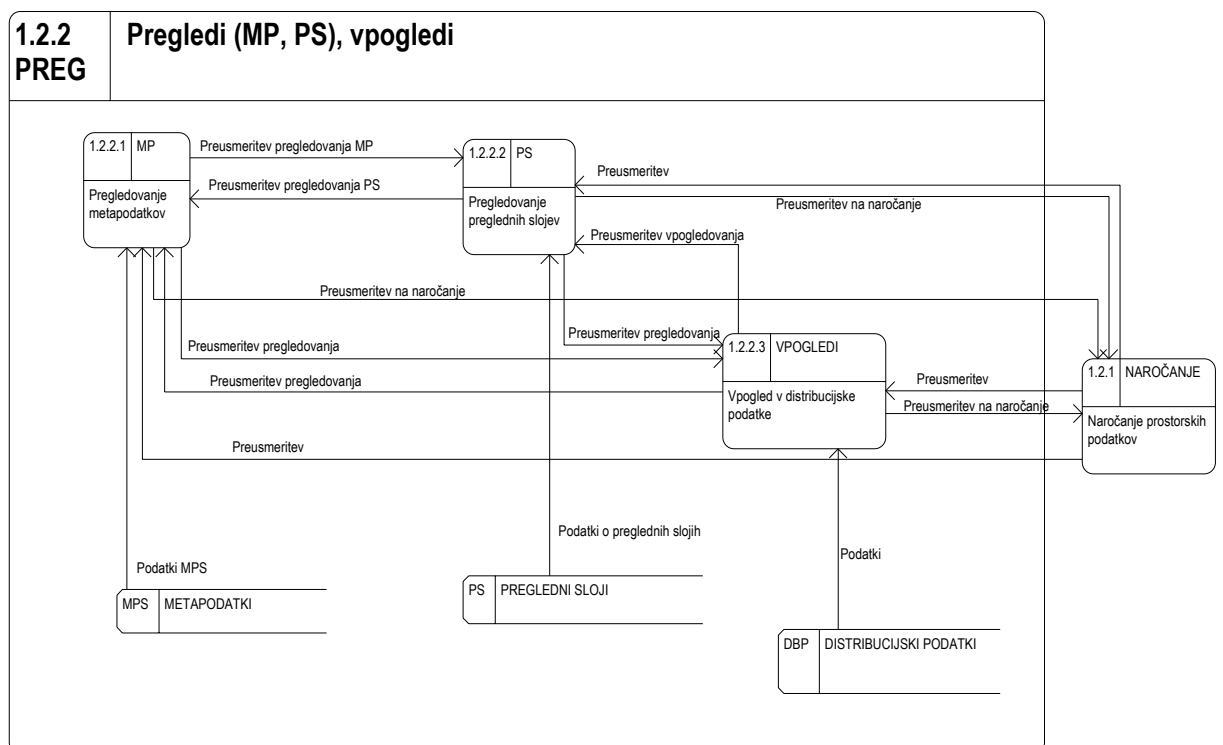 1.2.2
PREG
Pregledi (MP, PS), vpogledi
1.2.2.1 MP
Pregledovanje
metapodatkov
Preusmeritev pregledovanja MP
Preusmeritev pregledovanja PS
1.2.2.2 PS
Pregledovanje
preglednih slojev
Preusmeritev
Preusmeritev na naročanje
Preusmeritev vpogledovanja
Preusmeritev na naročanje
Preusmeritev pregledovanja
Preusmeritev pregledovanja
Preusmeritev pregledovanja
1.2.2.3 VPOGLEDI
Vpogled v distribucijske
podatke
Preusmeritev
Preusmeritev na naročanje
1.2.1 NAROČANJE
Naročanje prostorskih
podatkov
Preusmeritev
Podatki o preglednih slojih
Podatki
Podatki MPS
MPS METAPODATKI
PS PREGLEDNI SLOJI
DBP DISTRIBUCIJSKI PODATKI